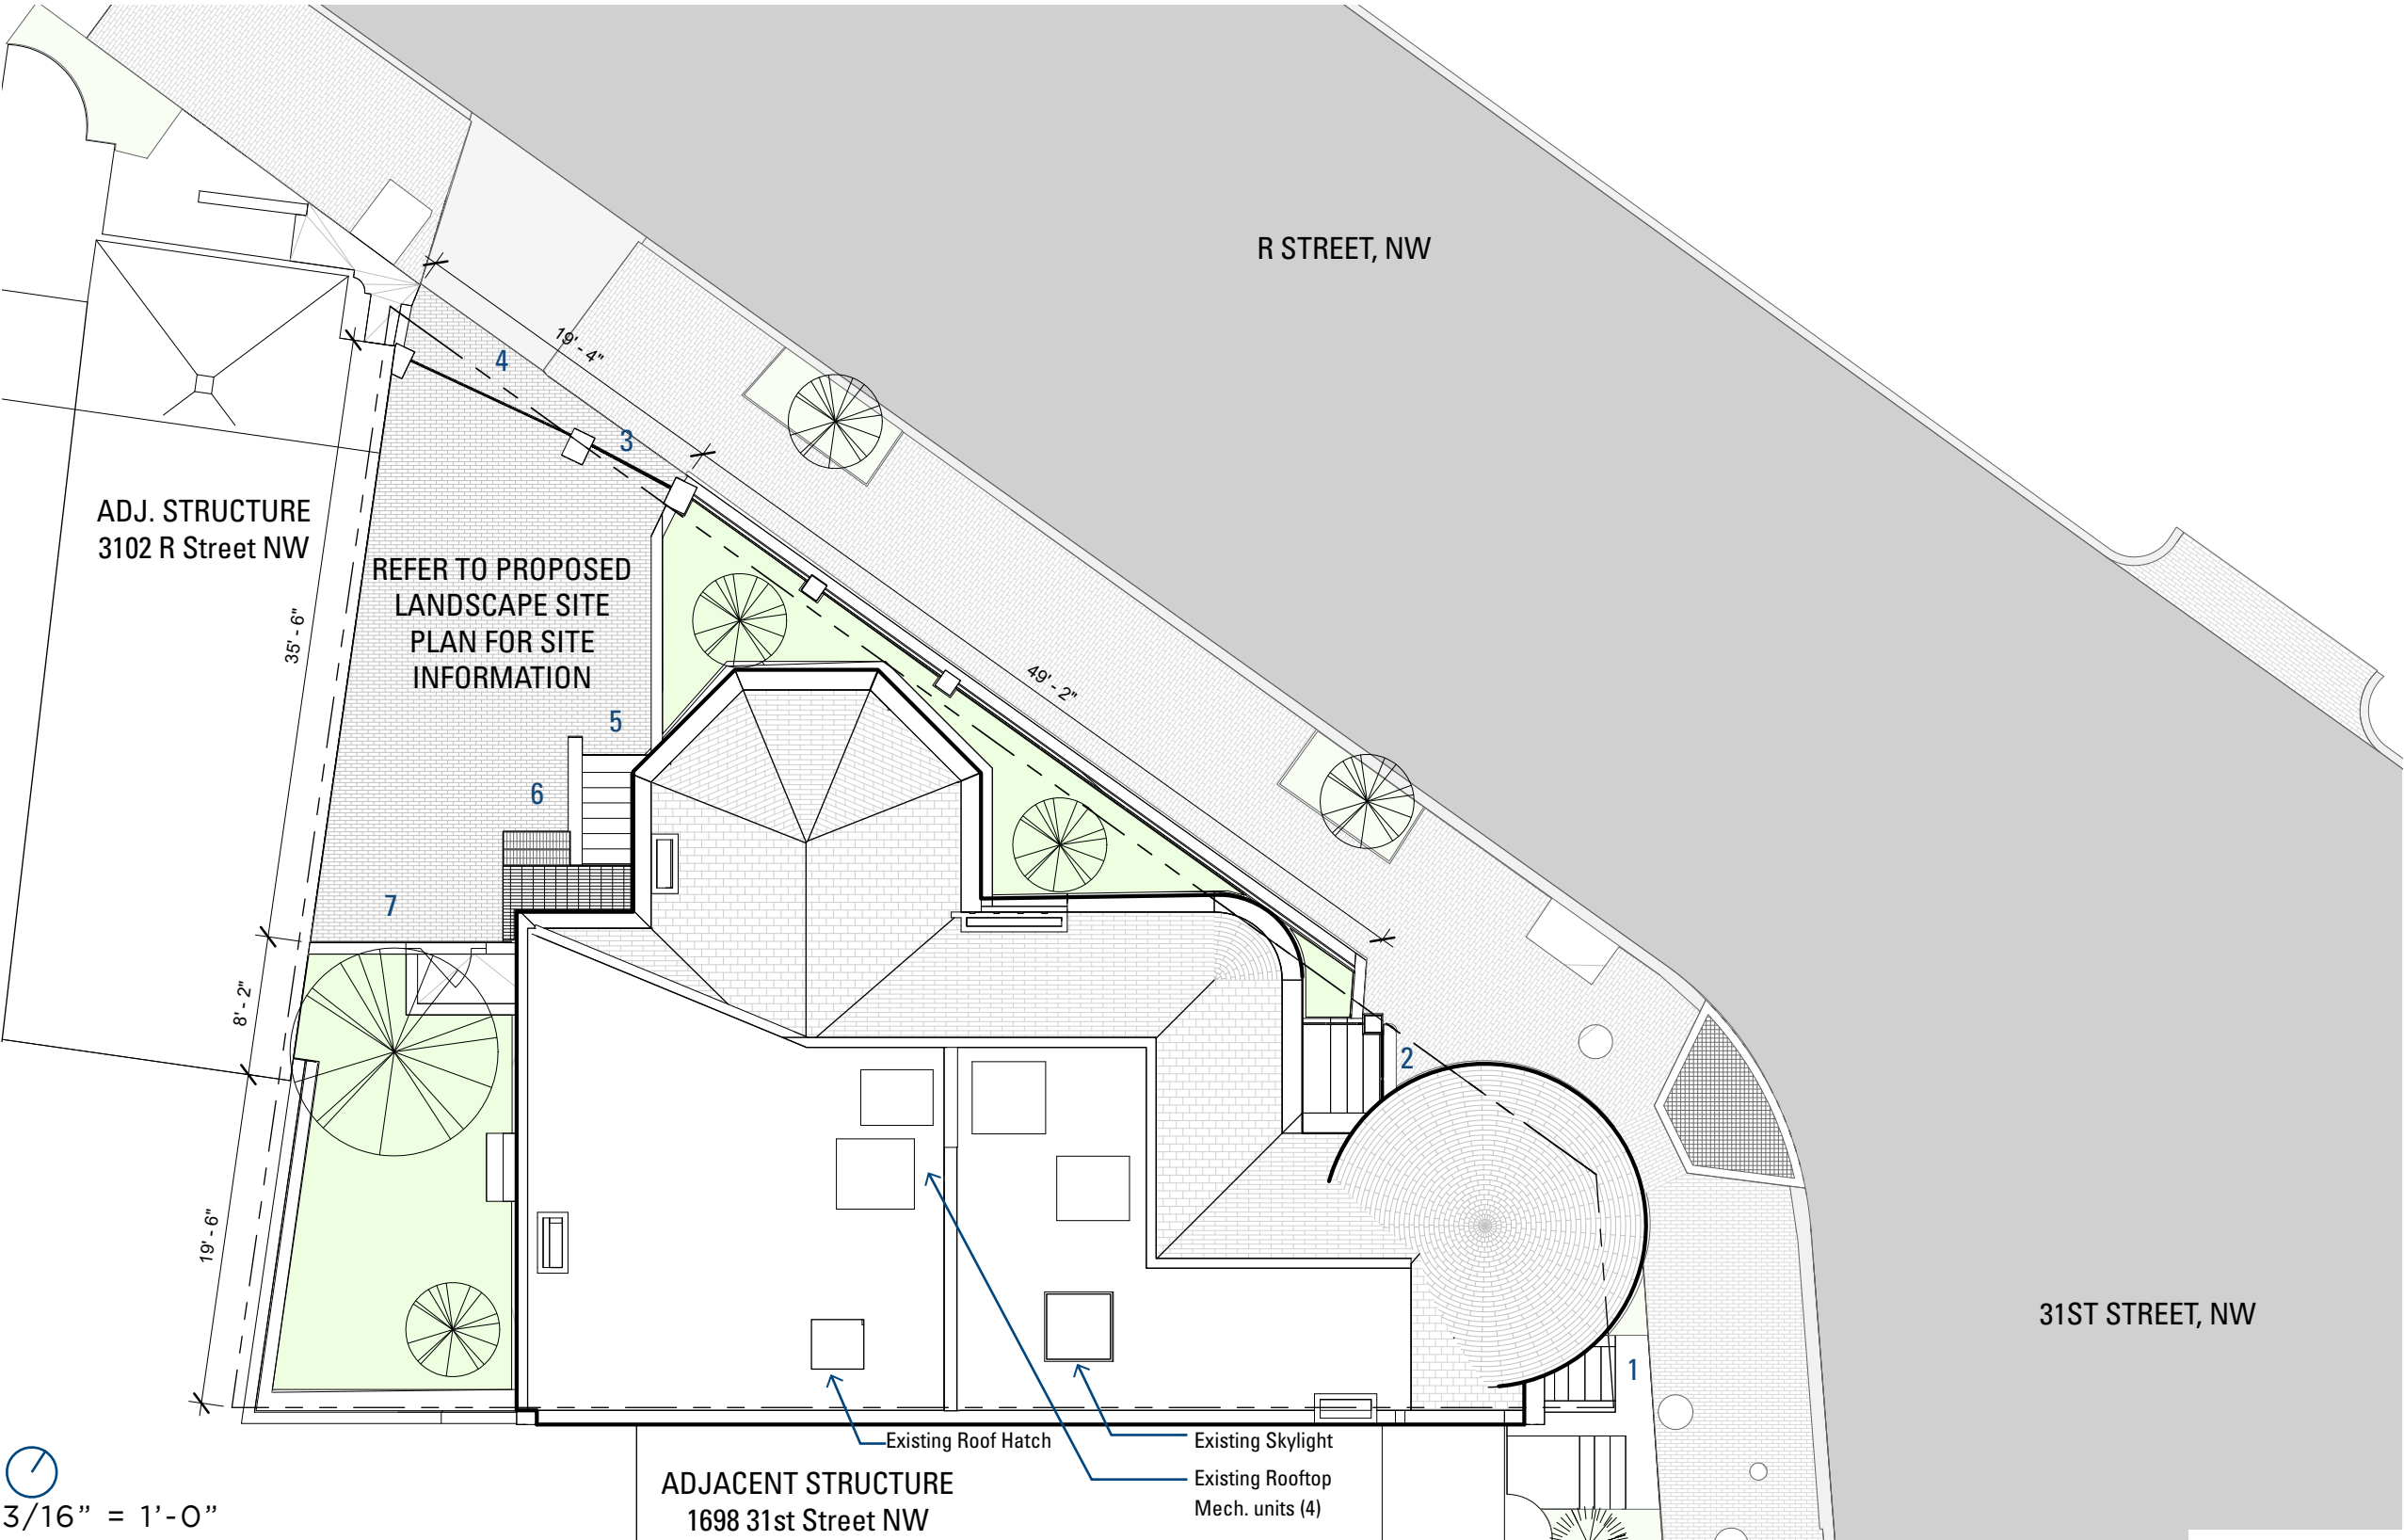 R STREET, NW
19' - 4"
4
3
ADJ. STRUCTURE
3102 R Street NW
REFER TO PROPOSED
LANDSCAPE SITE
PLAN FOR SITE
INFORMATION
35' - 6"
49' - 2"
5
6
7
8' - 2"
2
19' - 6"
31ST STREET, NW
1
Existing Roof Hatch
Existing Skylight
Existing Rooftop
Mech. units (4)
ADJACENT STRUCTURE
1698 31st Street NW
3/16” = 1’-0”